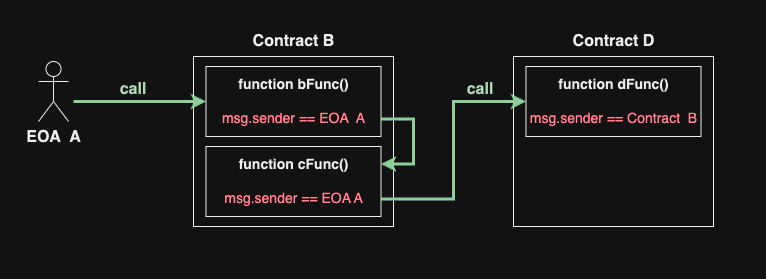 Contract B
Contract D
call
function bFunc()
msg.sender == EOA A
call
function dFunc()
msg.sender == Contract B
EOA A
function cFunc()
msg.sender == EOA A